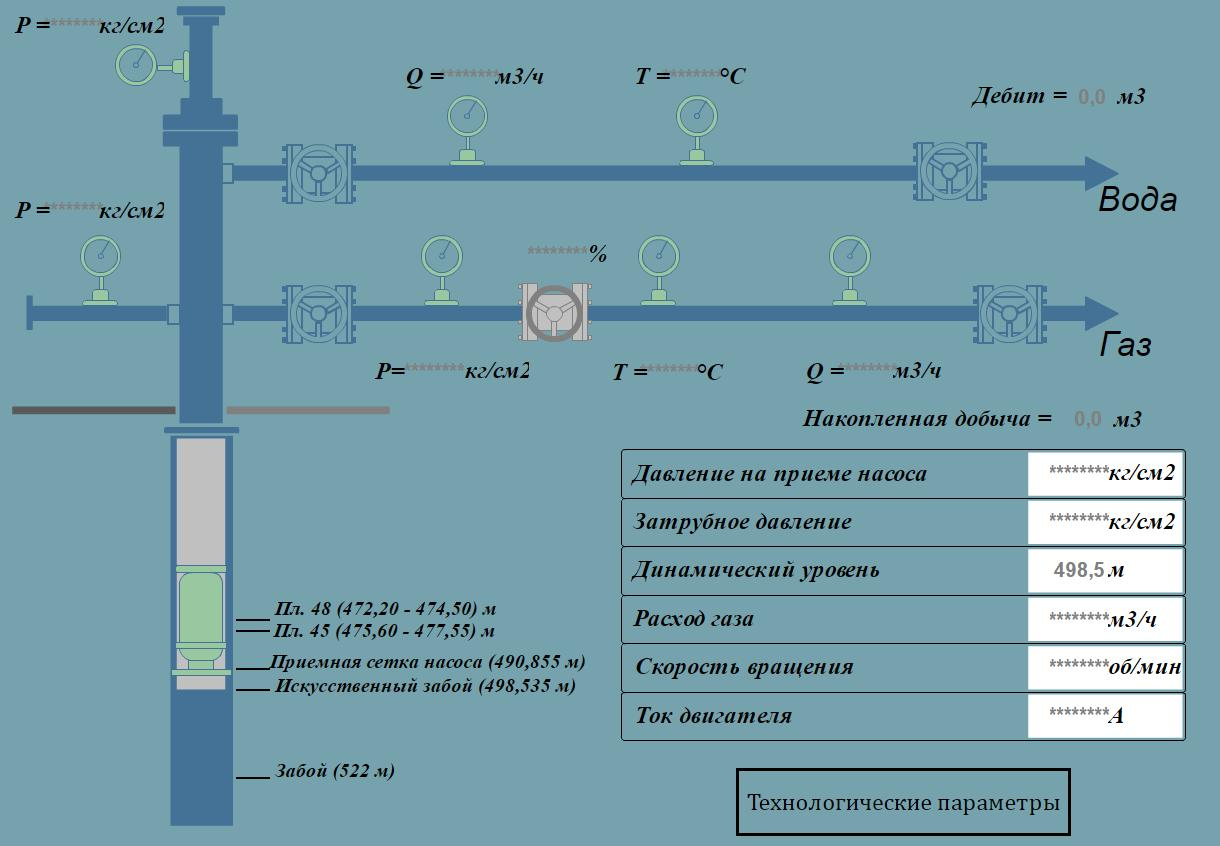 P =*******кг/см2
Q =********м3/ч
T =*******°C
Дебит = 0,0 м3
Вода
P =*******кг/см2
********%
Газ
P=********кг/см2
T =*******°C
Q =*******м3/ч
Накопленная добыча = 0,0 м3
Давление на приеме насоса ********кг/см2
Затрубное давление ********кг/см2
Динамический уровень 498,5 м
Расход газа ********м3/ч
Скорость вращения ********об/мин
Ток двигателя ********А
Пл. 48 (472,20 - 474,50) м
Пл. 45 (475,60 - 477,55) м
Приемная сетка насоса (490,855 м)
Искусственный забой (498,535 м)
Забой (522 м)
Технологические параметры